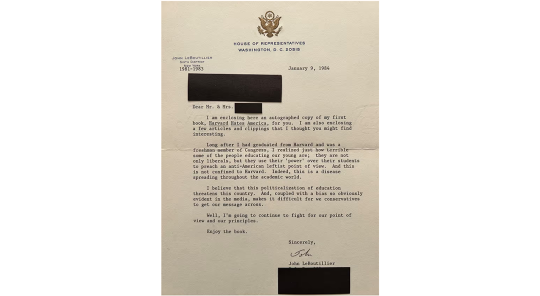 HOUSE OF REPRESENTATIVES
WASHINGTON, D. C. 20515
JOHN LEBOUTILLIER
NEW YORK
1981-1983
January 9, 1984
Dear Mr. & Mrs.
I am enclosing here an autographed copy of my first
book, Harvard Hates America, for you. I am also enclosing
a few articles and clippings that I thought you might find
interesting.
Long after I had graduated from Harvard and was a
freshman member of Congress, I realized just how terrible
some of the people educating our young are; they are not
only liberals, but they use their 'power' over their students
to preach an anti-American leftist point of view. And
this is not confined to Harvard. Indeed, this is a disease
spreading throughout the academic world.
I believe that this politicalization of education
threatens this country. And, coupled with a bias so obviously
evident in the media, makes it difficult for we conservatives
to get our message across.
Well, I'm going to continue to fight for our point of
view and our principles.
Enjoy the book.
Sincerely,
John
John LeBoutillier